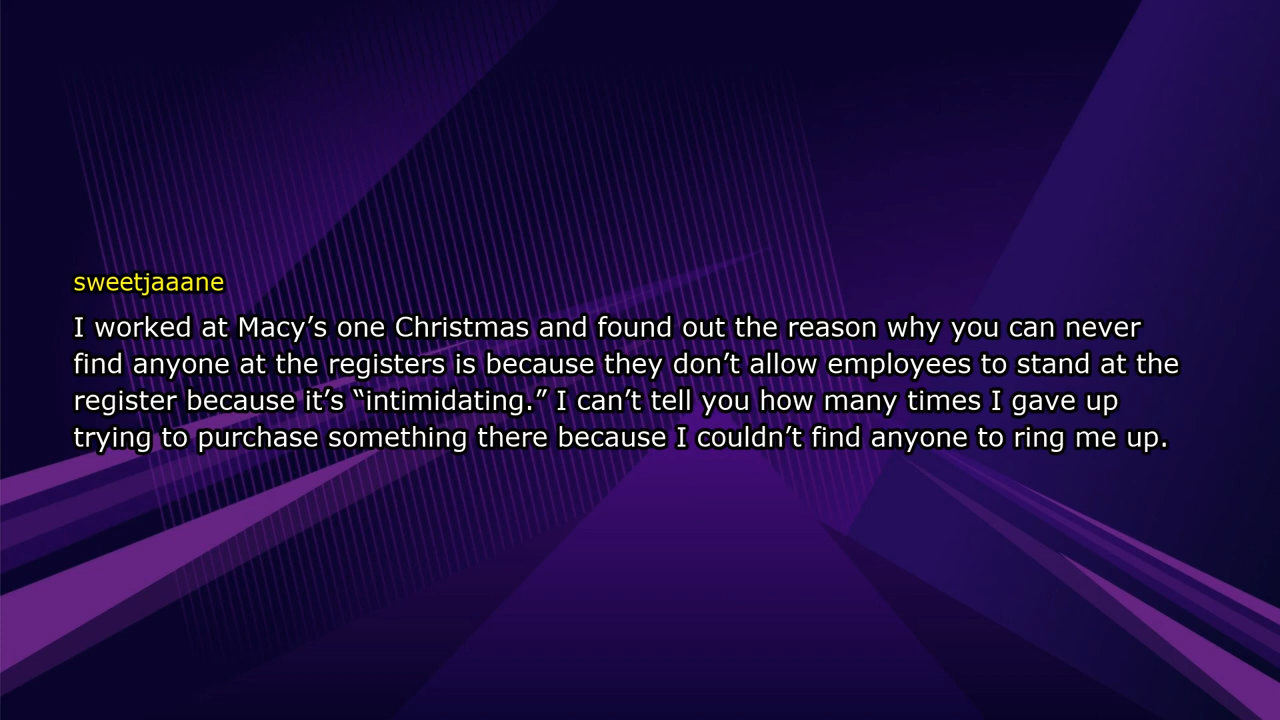 sweetjaaane
I worked at Macy’s one Christmas and found out the reason why you can never
find anyone at the registers is because they don’t allow employees to stand at the
register because it’s “intimidating.” I can’t tell you how many times I gave up
trying to purchase something there because I couldn’t find anyone to ring me up.